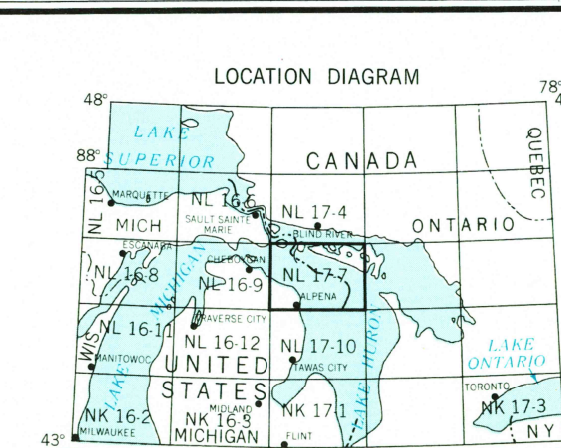 LOCATION DIAGRAM
48°
78°
4
LAKE
SUPERIOR
88°
CANADA
QUEBEC
NL 16-5
MARQUETTE
NL 16-6
SAULT SAINTE
MARIE
NL 17-4
BLIND RIVER
MICH
ONTARIO
ESCANABA
NL 16-8
CHEBOYGAN
NL 16-9
NL 17-7
ALPENA
LAKE MICHIGAN
LAKE HURON
NL 16-11
TRAVERSE CITY
NL 16-12
NL 17-10
TAWAS CITY
WIS
MANITOWOC
UNITED
STATES
LAKE
ONTARIO
TORONTO
NK 17-3
NK 16-2
MIDLAND
NK 16-3
NK 17-1
43°
MILWAUKEE
MICHIGAN
FLINT
NY